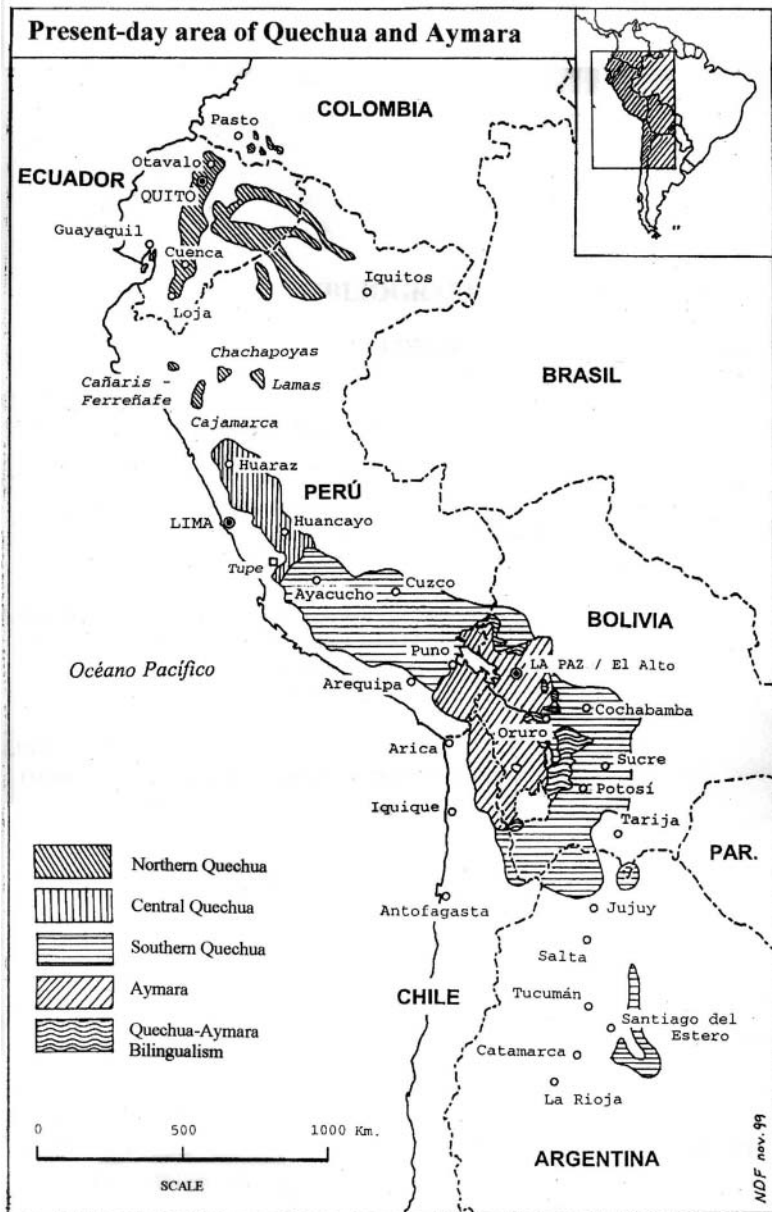 Present-day area of Quechua and Aymara
COLOMBIA
Pasto
Otavalo
ECUADOR
QUITO
Guayaquil
Cuenca
Iquitos
Loja
Chachapoyas
BRASIL
Cañaris -
Ferreñafe
Lamas
Cajamarca
Huaraz
PERÚ
LIMA
Huancayo
Tupe
Ayacucho
Cuzco
BOLIVIA
Puno
LA PAZ / El Alto
Océano Pacífico
Arequipa
Cochabamba
Oruro
Arica
Sucre
Potosí
Iquique
Tarija
PAR.
Northern Quechua
Central Quechua
Southern Quechua
Aymara
Quechua-Aymara
Bilingualism
?
Antofagasta
Jujuy
Salta
CHILE
Tucumán
Santiago del
Estero
Catamarca
La Rioja
0 500 1000 Km.
SCALE
ARGENTINA
NDF nov. 99